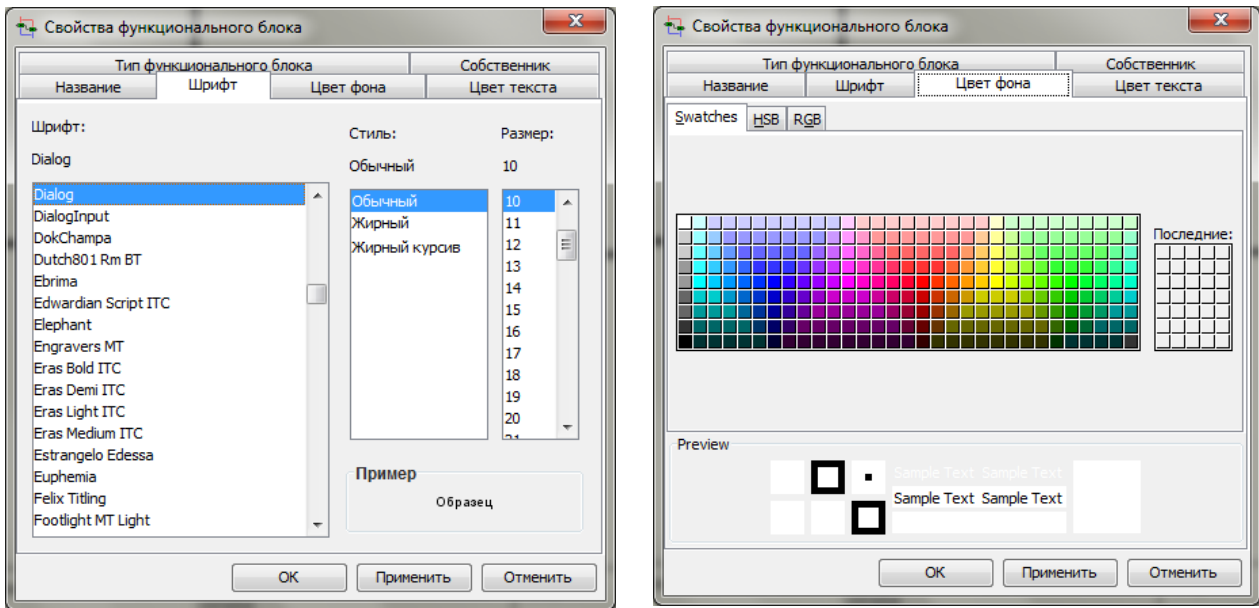 Свойства функционального блока
Тип функционального блока Собственник
Название Шрифт Цвет фона Цвет текста
Шрифт: Стиль: Размер:
Dialog Обычный 10
Dialog
DialogInput
DokChampa
Dutch801 Rm BT
Ebrima
Edwardian Script ITC
Elephant
Engravers MT
Eras Bold ITC
Eras Demi ITC
Eras Light ITC
Eras Medium ITC
Estrangelo Edessa
Euphemia
Felix Titling
Footlight MT Light
Обычный
Жирный
Жирный курсив
10
11
12
13
14
15
16
17
18
19
20
21
Пример
Образец
OK Применить Отменить
Свойства функционального блока
Тип функционального блока Собственник
Название Шрифт Цвет фона Цвет текста
Swatches HSB RGB
Последние:
Preview
Sample Text Sample Text
Sample Text Sample Text
OK Применить Отменить